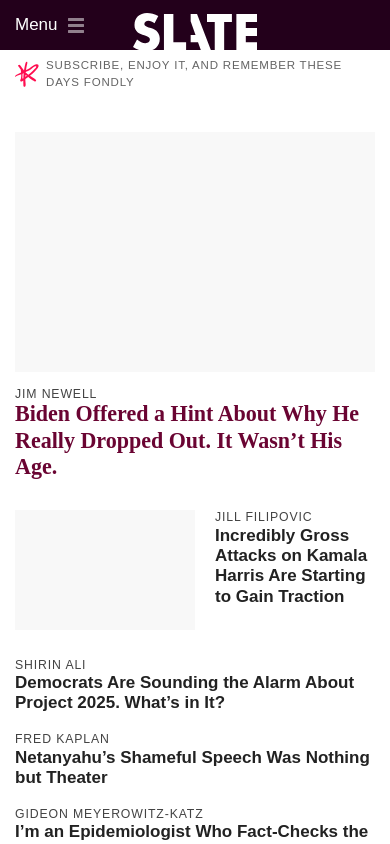 Menu
SLATE
SUBSCRIBE, ENJOY IT, AND REMEMBER THESE
DAYS FONDLY
JIM NEWELL
Biden Offered a Hint About Why He
Really Dropped Out. It Wasn’t His
Age.
JILL FILIPOVIC
Incredibly Gross
Attacks on Kamala
Harris Are Starting
to Gain Traction
SHIRIN ALI
Democrats Are Sounding the Alarm About
Project 2025. What’s in It?
FRED KAPLAN
Netanyahu’s Shameful Speech Was Nothing
but Theater
GIDEON MEYEROWITZ-KATZ
I’m an Epidemiologist Who Fact-Checks the